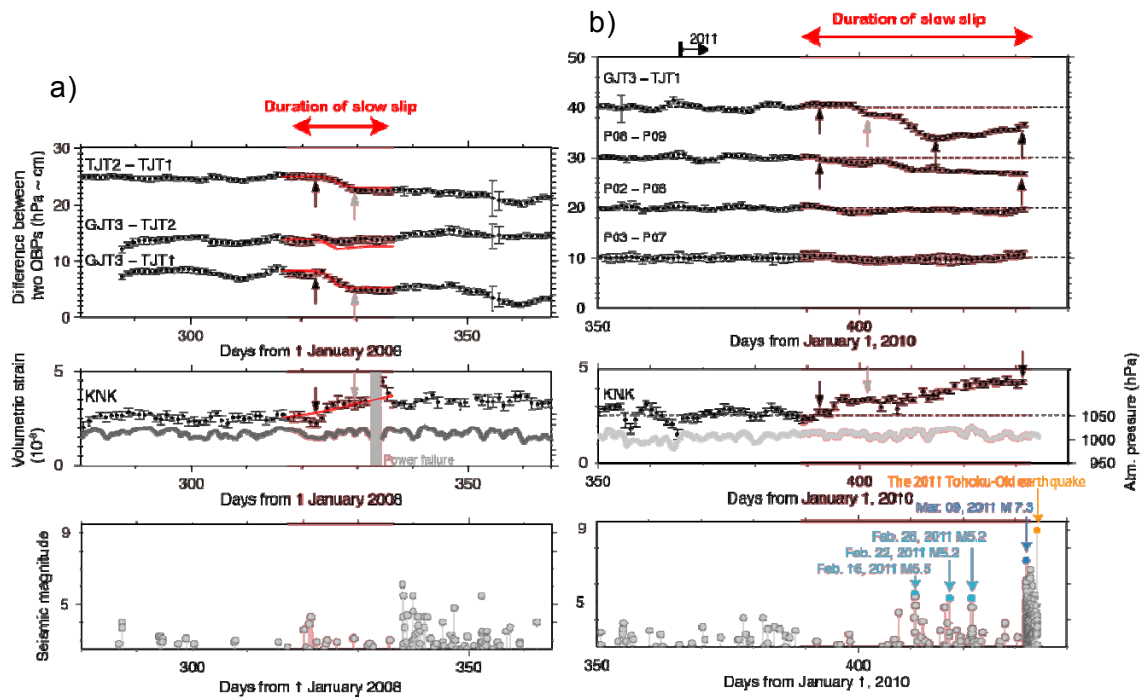 a)
Duration of slow slip
30
20
10
0
Difference between
two OBPs (hPa ~ cm)
TJT2 – TJT1
GJT3 – TJT2
GJT3 – TJT1
300
350
Days from 1 January 2008
5
0
Volumetric strain
(10⁻⁸)
KNK
Power failure
300
350
Days from 1 January 2008
9
5
Seismic magnitude
300
350
Days from 1 January 2008
b)
Duration of slow slip
2011
50
40
30
20
10
0
GJT3 – TJT1
P08 – P09
P02 – P08
P03 – P07
350
400
Days from January 1, 2010
5
0
KNK
1050
1000
950
Atm. pressure (hPa)
350
400
Days from January 1, 2010
The 2011 Tohoku-Oki earthquake
Mar. 09, 2011 M 7.3
Feb. 26, 2011 M5.2
Feb. 22, 2011 M5.2
Feb. 16, 2011 M5.5
9
5
350
400
Days from January 1, 2010